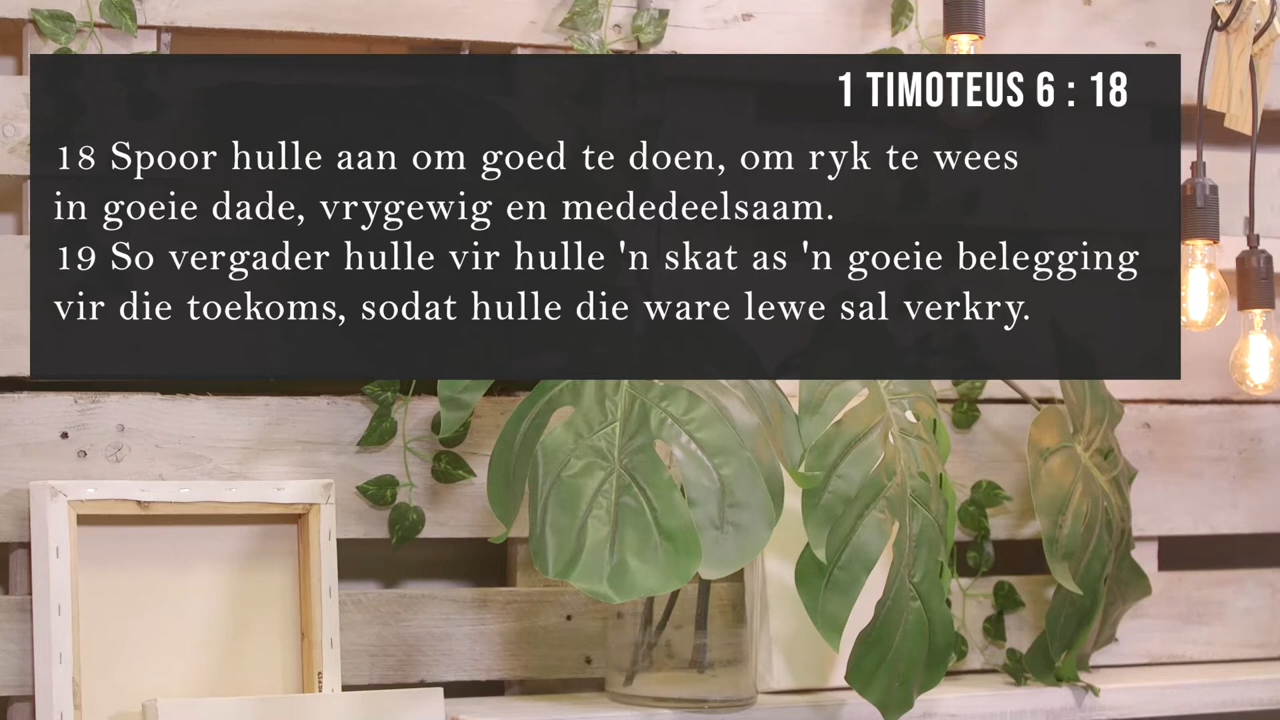 1 TIMOTEUS 6 : 18
18 Spoor hulle aan om goed te doen, om ryk te wees
in goeie dade, vrygewig en mededeelsaam.
19 So vergader hulle vir hulle 'n skat as 'n goeie belegging
vir die toekoms, sodat hulle die ware lewe sal verkry.